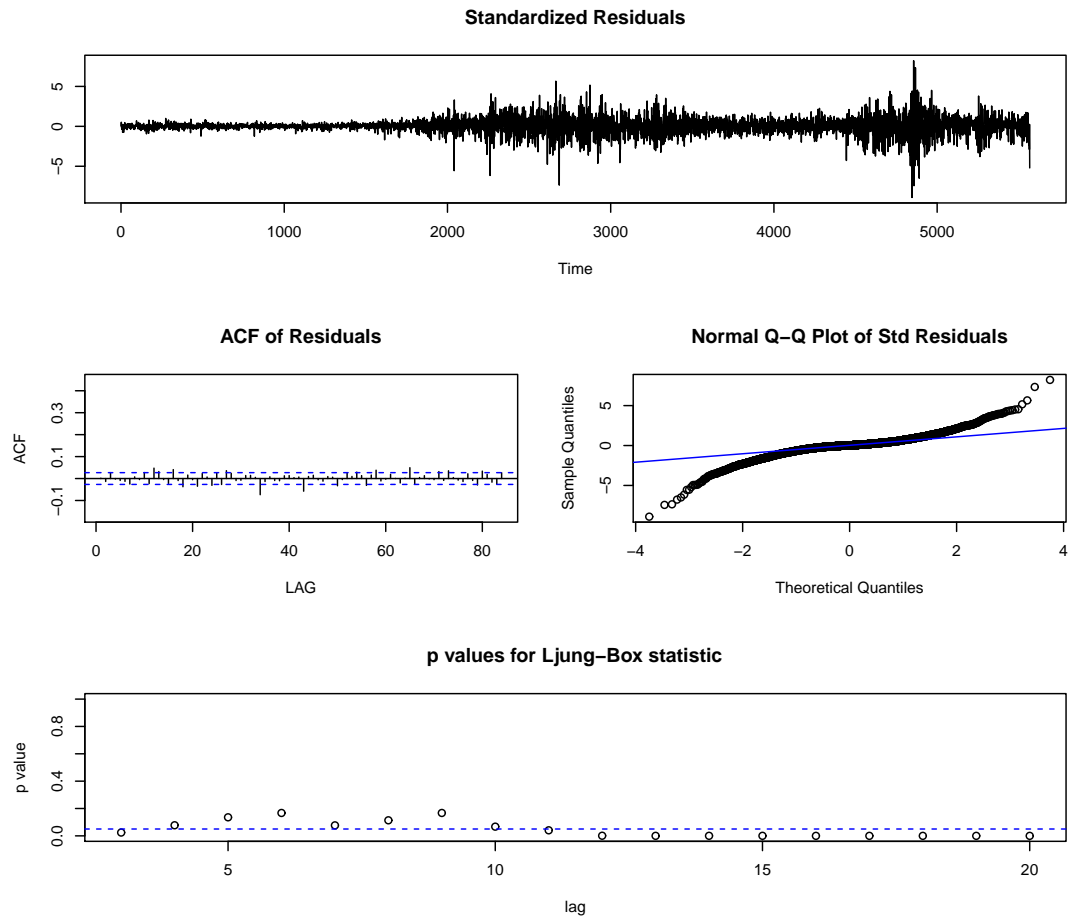 Standardized Residuals
5
0
−5
0 1000 2000 3000 4000 5000
Time
ACF of Residuals
ACF
0.3
0.1
−0.1
0 20 40 60 80
LAG
Normal Q−Q Plot of Std Residuals
Sample Quantiles
5
0
−5
−4 −2 0 2 4
Theoretical Quantiles
p values for Ljung−Box statistic
p value
0.8
0.4
0.0
5 10 15 20
lag